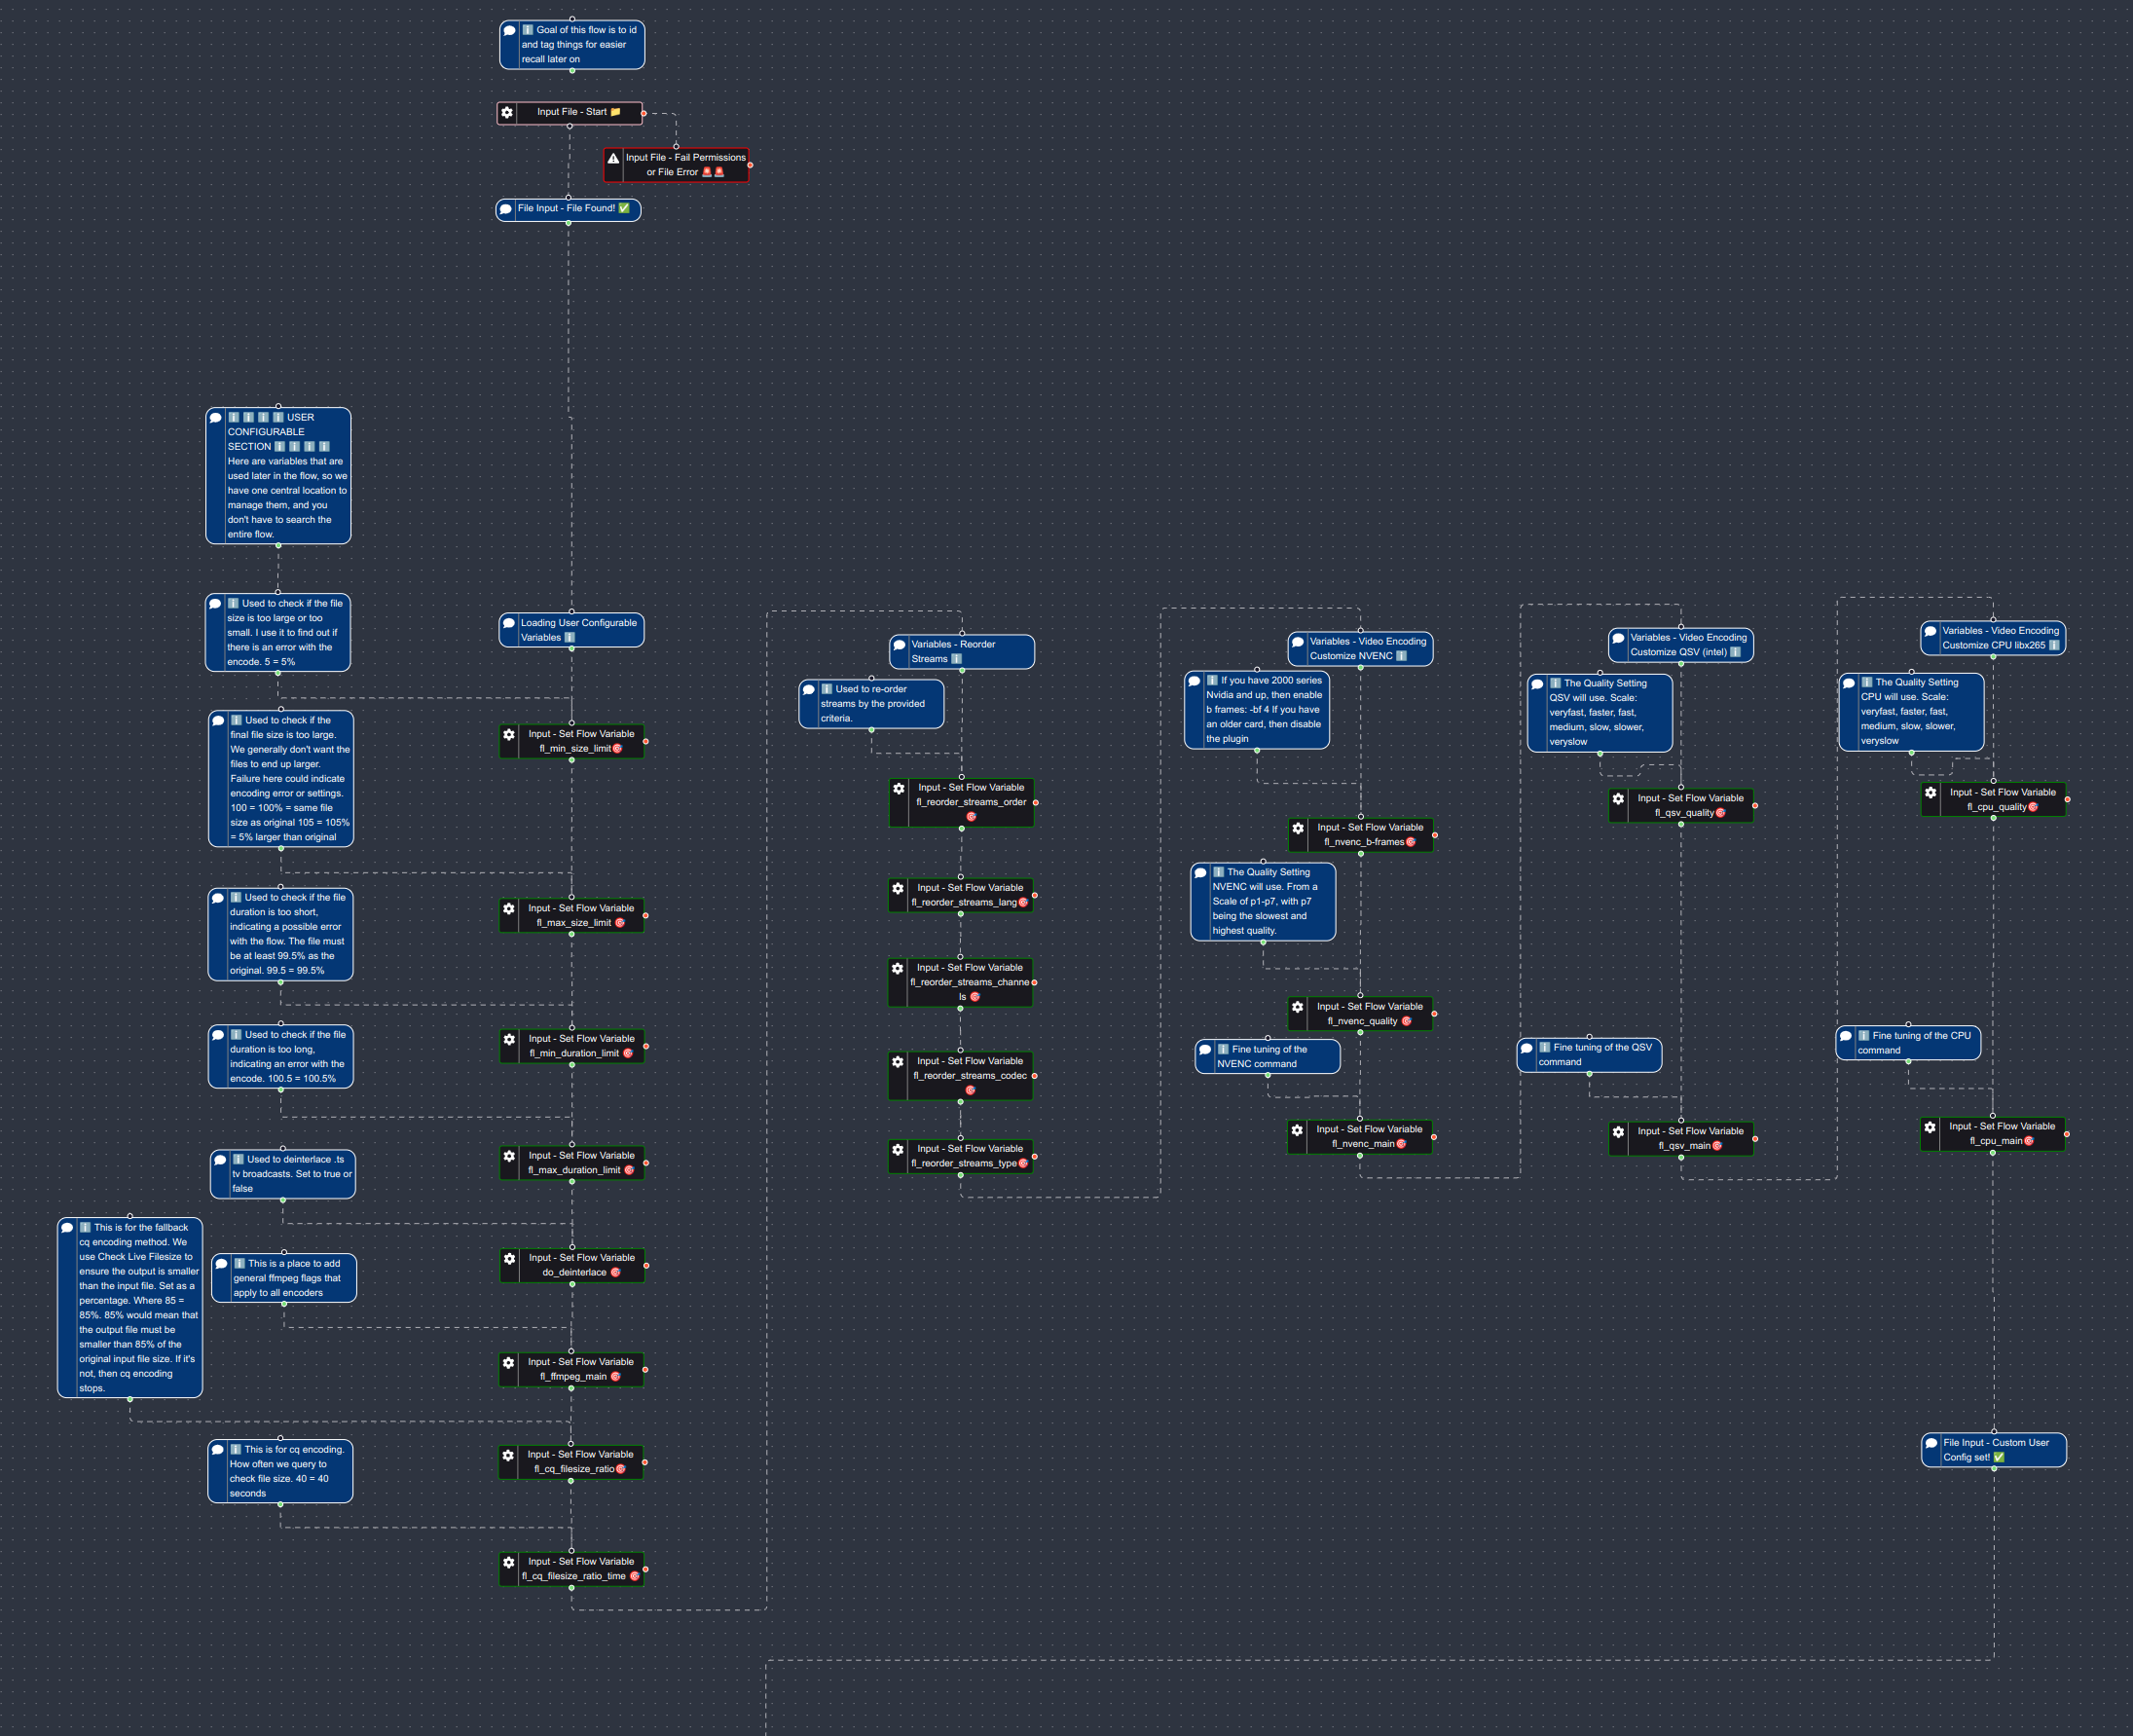 ℹ️ Goal of this flow is to id
and tag things for easier
recall later on
Input File - Start 📁
Input File - Fail Permissions
or File Error 🚨🚨
File Input - File Found! ✅
ℹ️ ℹ️ ℹ️ ℹ️ USER
CONFIGURABLE
SECTION ℹ️ ℹ️ ℹ️ ℹ️
Here are variables that are
used later in the flow, so we
have one central location to
manage them, and you
don't have to search the
entire flow.
ℹ️ Used to check if the file
size is too large or too
small. I use it to find out if
there is an error with the
encode. 5 = 5%
ℹ️ Used to check if the
final file size is too large.
We generally don't want the
files to end up larger.
Failure here could indicate
encoding error or settings.
100 = 100% = same file
size as original 105 = 105%
= 5% larger than original
ℹ️ Used to check if the file
duration is too short,
indicating a possible error
with the flow. The file must
be at least 99.5% as the
original. 99.5 = 99.5%
ℹ️ Used to check if the file
duration is too long,
indicating an error with the
encode. 100.5 = 100.5%
ℹ️ Used to deinterlace .ts
tv broadcasts. Set to true or
false
ℹ️ This is for the fallback
cq encoding method. We
use Check Live Filesize to
ensure the output is smaller
than the input file. Set as a
percentage. Where 85 =
85%. 85% would mean that
the output file must be
smaller than 85% of the
original input file size. If it's
not, then cq encoding
stops.
ℹ️ This is a place to add
general ffmpeg flags that
apply to all encoders
ℹ️ This is for cq encoding.
How often we query to
check file size. 40 = 40
seconds
Loading User Configurable
Variables ℹ️
Input - Set Flow Variable
fl_min_size_limit🎯
Input - Set Flow Variable
fl_max_size_limit 🎯
Input - Set Flow Variable
fl_min_duration_limit 🎯
Input - Set Flow Variable
fl_max_duration_limit 🎯
Input - Set Flow Variable
do_deinterlace 🎯
Input - Set Flow Variable
fl_ffmpeg_main 🎯
Input - Set Flow Variable
fl_cq_filesize_ratio🎯
Input - Set Flow Variable
fl_cq_filesize_ratio_time 🎯
Variables - Reorder
Streams ℹ️
ℹ️ Used to re-order
streams by the provided
criteria.
Input - Set Flow Variable
fl_reorder_streams_order
🎯
Input - Set Flow Variable
fl_reorder_streams_lang🎯
Input - Set Flow Variable
fl_reorder_streams_channe
ls 🎯
Input - Set Flow Variable
fl_reorder_streams_codec
🎯
Input - Set Flow Variable
fl_reorder_streams_type🎯
Variables - Video Encoding
Customize NVENC ℹ️
ℹ️ If you have 2000 series
Nvidia and up, then enable
b frames: -bf 4 If you have
an older card, then disable
the plugin
Input - Set Flow Variable
fl_nvenc_b-frames🎯
ℹ️ The Quality Setting
NVENC will use. From a
Scale of p1-p7, with p7
being the slowest and
highest quality.
Input - Set Flow Variable
fl_nvenc_quality 🎯
ℹ️ Fine tuning of the
NVENC command
Input - Set Flow Variable
fl_nvenc_main🎯
Variables - Video Encoding
Customize QSV (intel) ℹ️
ℹ️ The Quality Setting
QSV will use. Scale:
veryfast, faster, fast,
medium, slow, slower,
veryslow
Input - Set Flow Variable
fl_qsv_quality🎯
ℹ️ Fine tuning of the QSV
command
Input - Set Flow Variable
fl_qsv_main🎯
Variables - Video Encoding
Customize CPU libx265 ℹ️
ℹ️ The Quality Setting
CPU will use. Scale:
veryfast, faster, fast,
medium, slow, slower,
veryslow
Input - Set Flow Variable
fl_cpu_quality🎯
ℹ️ Fine tuning of the CPU
command
Input - Set Flow Variable
fl_cpu_main🎯
File Input - Custom User
Config set! ✅